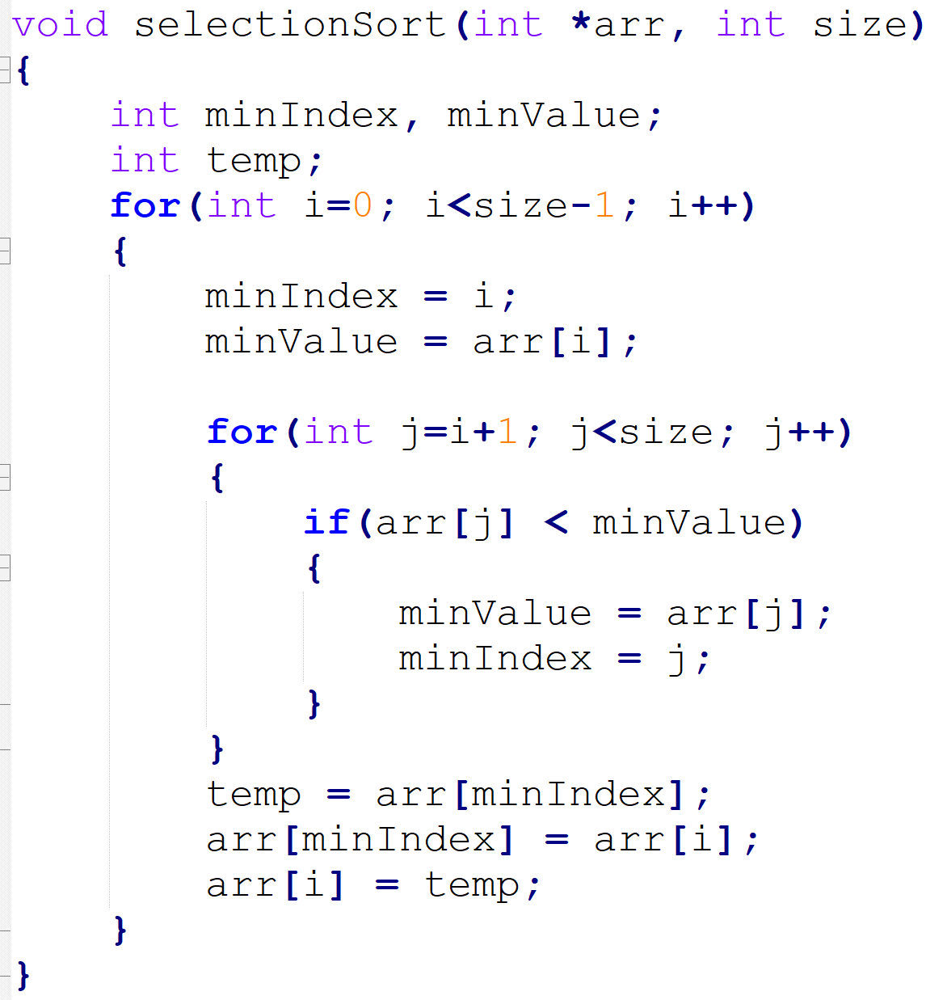 void selectionSort(int *arr, int size)
{
    int minIndex, minValue;
    int temp;
    for(int i=0; i<size-1; i++)
    {
        minIndex = i;
        minValue = arr[i];

        for(int j=i+1; j<size; j++)
        {
            if(arr[j] < minValue)
            {
                minValue = arr[j];
                minIndex = j;
            }
        }
        temp = arr[minIndex];
        arr[minIndex] = arr[i];
        arr[i] = temp;
    }
}